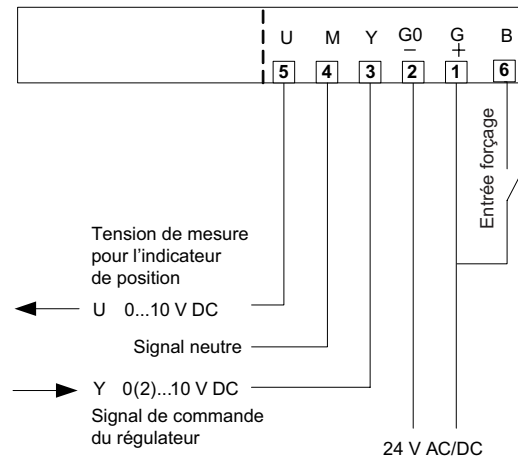 U M Y G0 G B
− +
5 4 3 2 1 6
Entrée forçage
Tension de mesure
pour l'indicateur
de position
U 0...10 V DC
Signal neutre
Y 0(2)...10 V DC
Signal de commande
du régulateur
24 V AC/DC